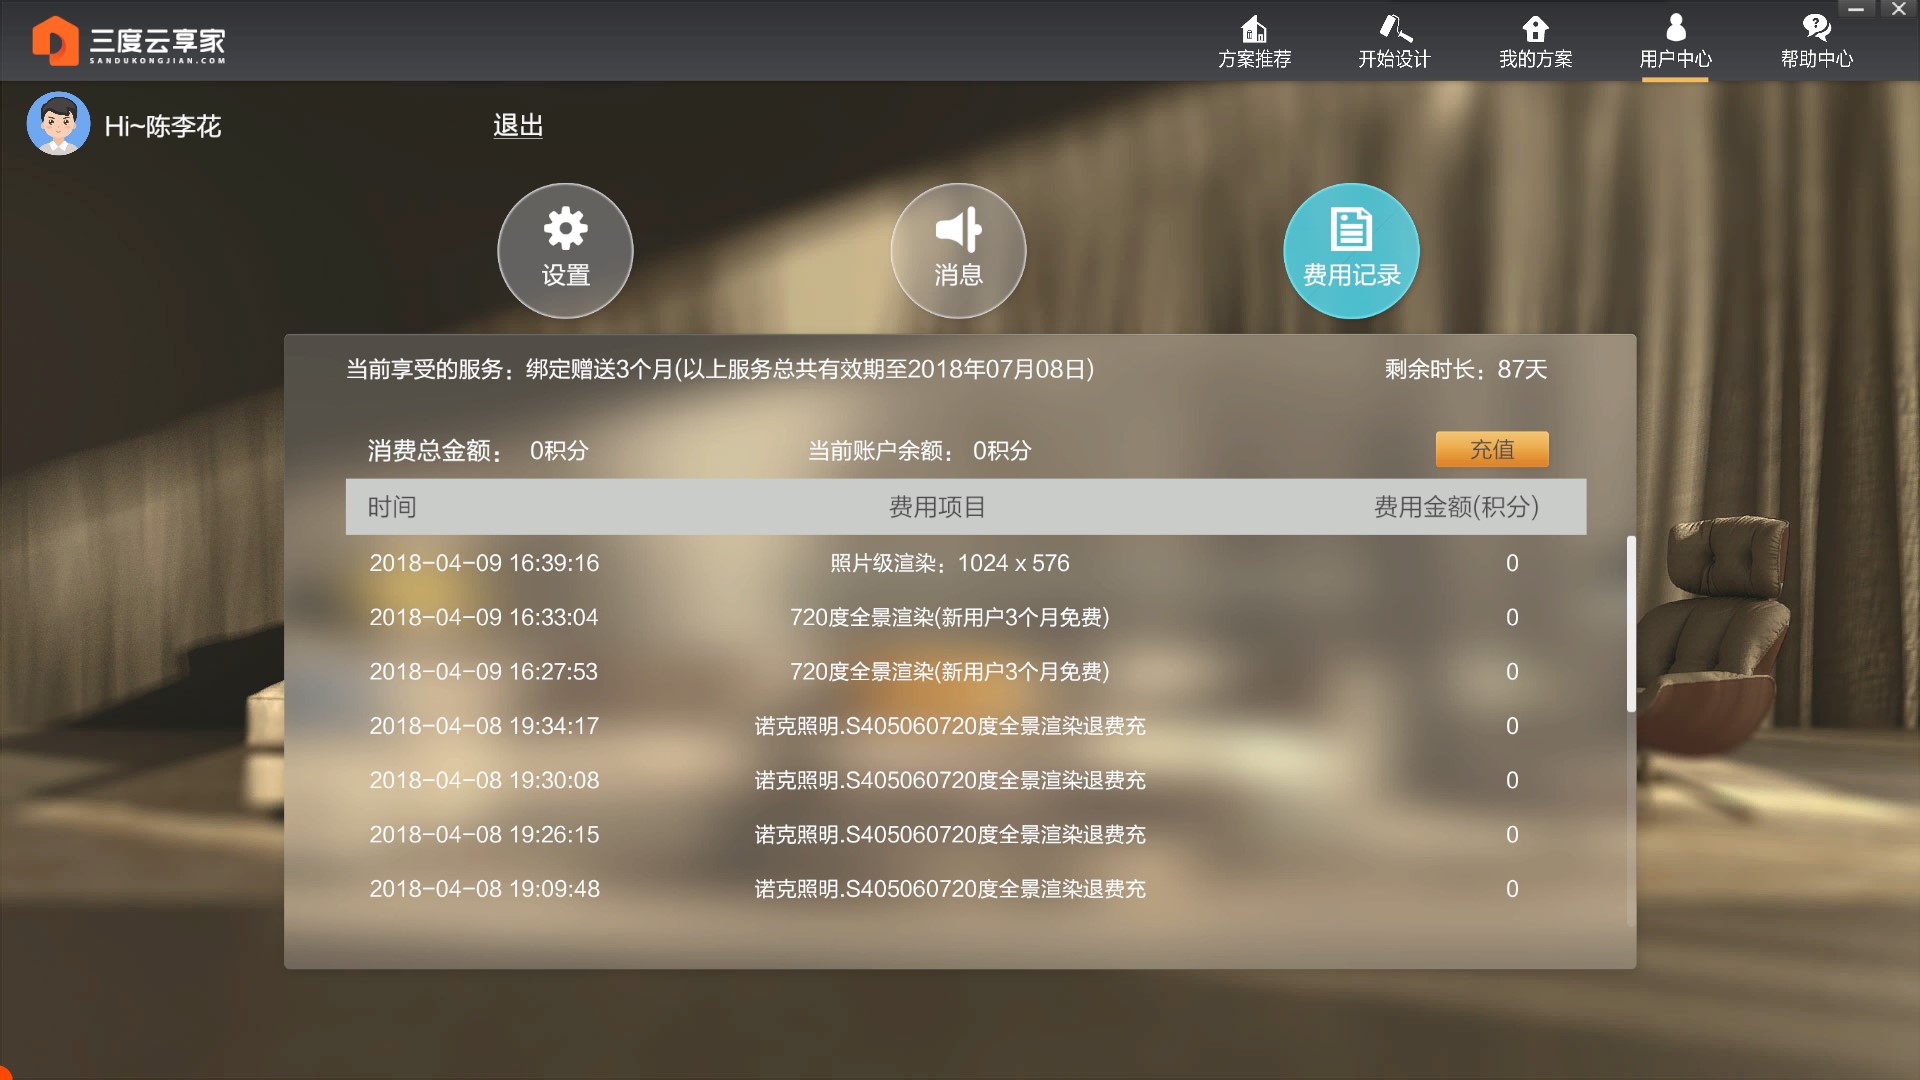 三度云享家
SANDUKONGJIAN.COM
方案推荐
开始设计
我的方案
用户中心
帮助中心
Hi~陈李花
退出
设置
消息
费用记录
当前享受的服务：绑定赠送3个月(以上服务总共有效期至2018年07月08日)
剩余时长：87天
消费总金额： 0积分
当前账户余额： 0积分
充值
时间 费用项目 费用金额(积分)
2018-04-09 16:39:16 照片级渲染：1024 x 576 0
2018-04-09 16:33:04 720度全景渲染(新用户3个月免费) 0
2018-04-09 16:27:53 720度全景渲染(新用户3个月免费) 0
2018-04-08 19:34:17 诺克照明.S405060720度全景渲染退费充 0
2018-04-08 19:30:08 诺克照明.S405060720度全景渲染退费充 0
2018-04-08 19:26:15 诺克照明.S405060720度全景渲染退费充 0
2018-04-08 19:09:48 诺克照明.S405060720度全景渲染退费充 0